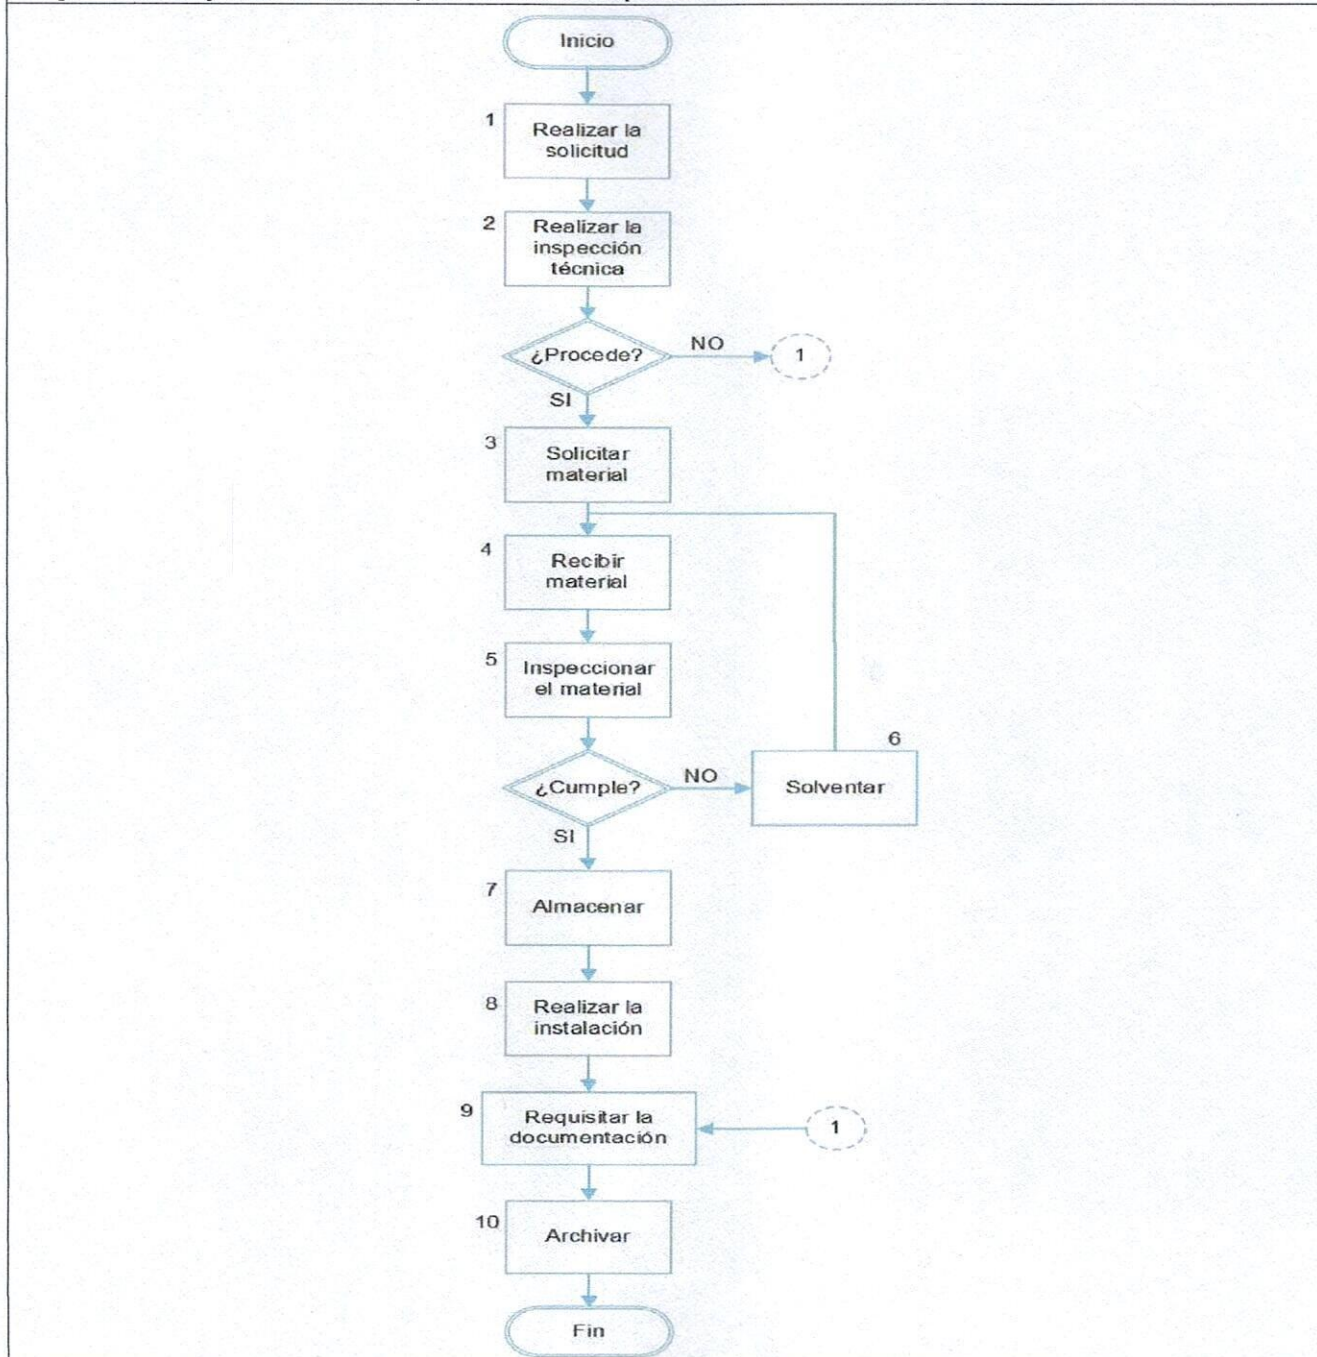 Inicio
1
Realizar la
solicitud
2
Realizar la
inspección
técnica
¿Procede?
NO
1
SI
3
Solicitar
material
4
Recibir
material
5
Inspeccionar
el material
6
¿Cumple?
NO
Solventar
SI
7
Almacenar
8
Realizar la
instalación
9
Requisitar la
documentación
1
10
Archivar
Fin